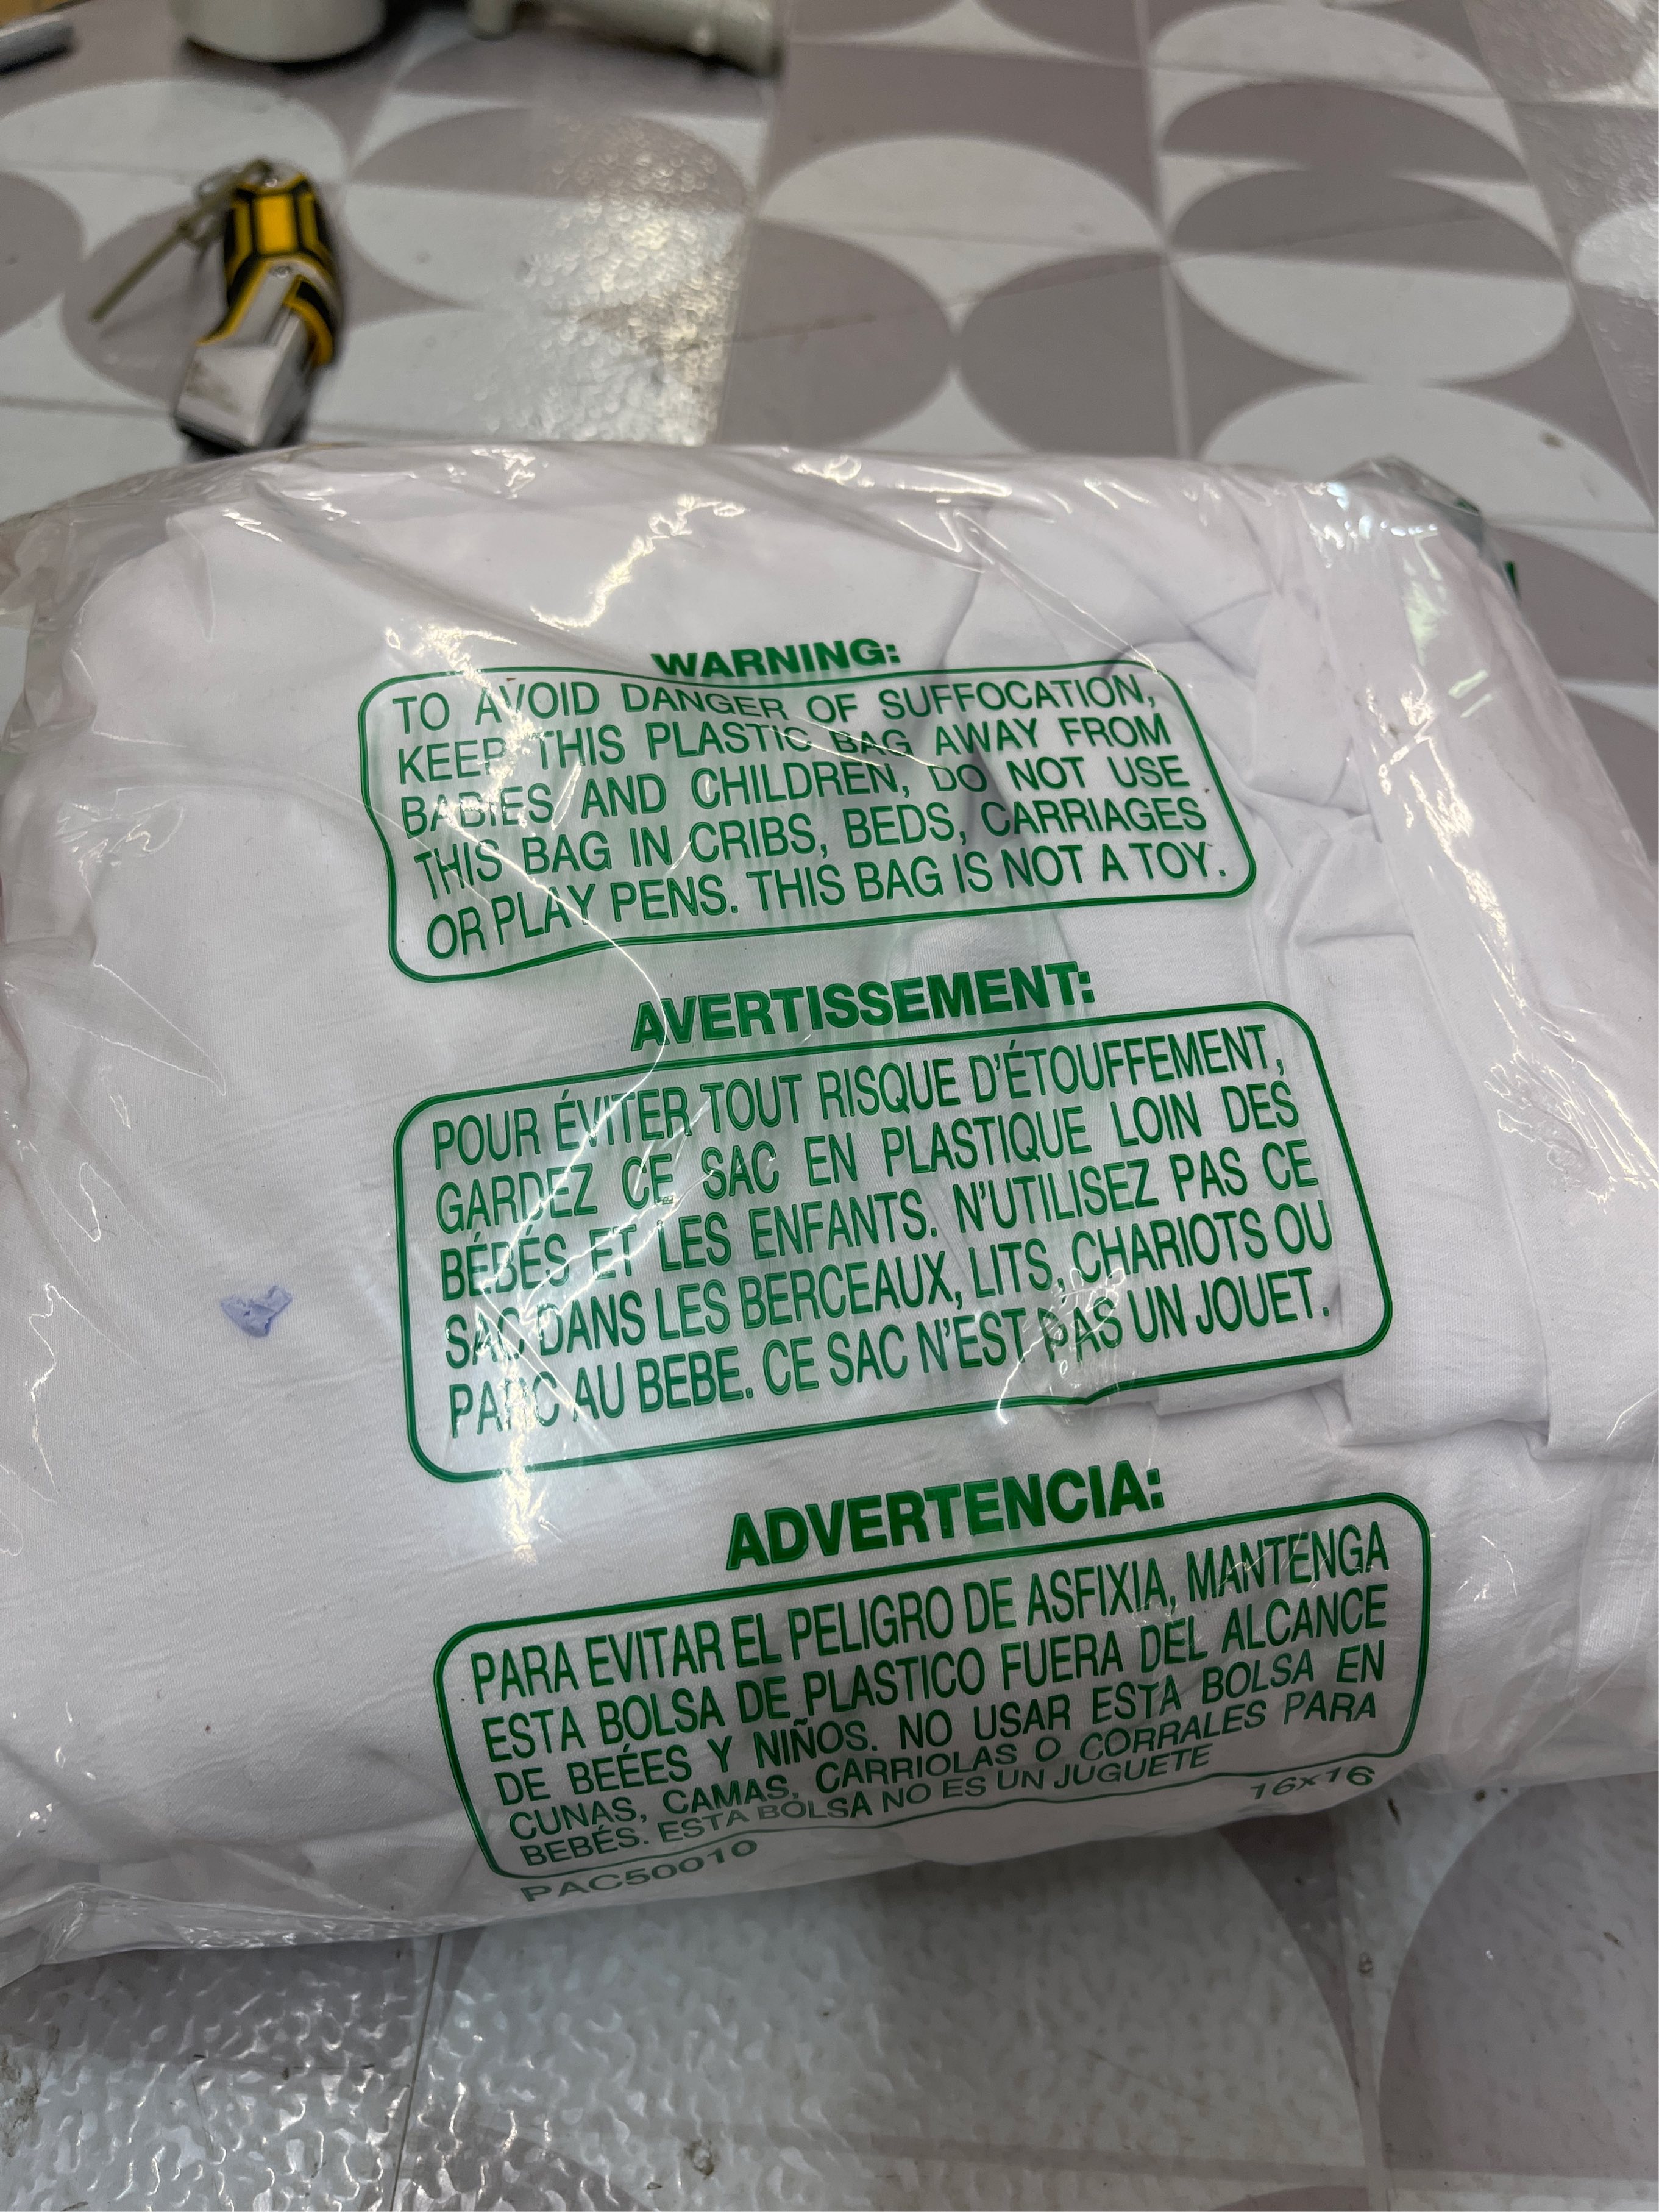 WARNING:
TO AVOID DANGER OF SUFFOCATION,
KEEP THIS PLASTIC BAG AWAY FROM
BABIES AND CHILDREN, DO NOT USE
THIS BAG IN CRIBS, BEDS, CARRIAGES
OR PLAY PENS. THIS BAG IS NOT A TOY.
AVERTISSEMENT:
POUR ÉVITER TOUT RISQUE D'ÉTOUFFEMENT,
GARDEZ CE SAC EN PLASTIQUE LOIN DES
BÉBÉS ET LES ENFANTS. N'UTILISEZ PAS CE
SAC DANS LES BERCEAUX, LITS, CHARIOTS OU
PARC AU BEBE. CE SAC N'EST PAS UN JOUET.
ADVERTENCIA:
PARA EVITAR EL PELIGRO DE ASFIXIA, MANTENGA
ESTA BOLSA DE PLASTICO FUERA DEL ALCANCE
DE BEÉES Y NIÑOS. NO USAR ESTA BOLSA EN
CUNAS, CAMAS, CARRIOLAS O CORRALES PARA
BEBÉS. ESTA BOLSA NO ES UN JUGUETE
PAC50010 16x16